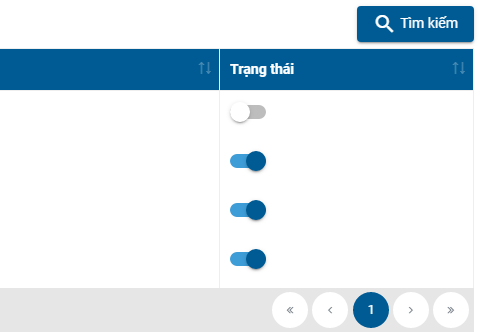 Tìm kiếm
Trạng thái
« ‹ 1 › »